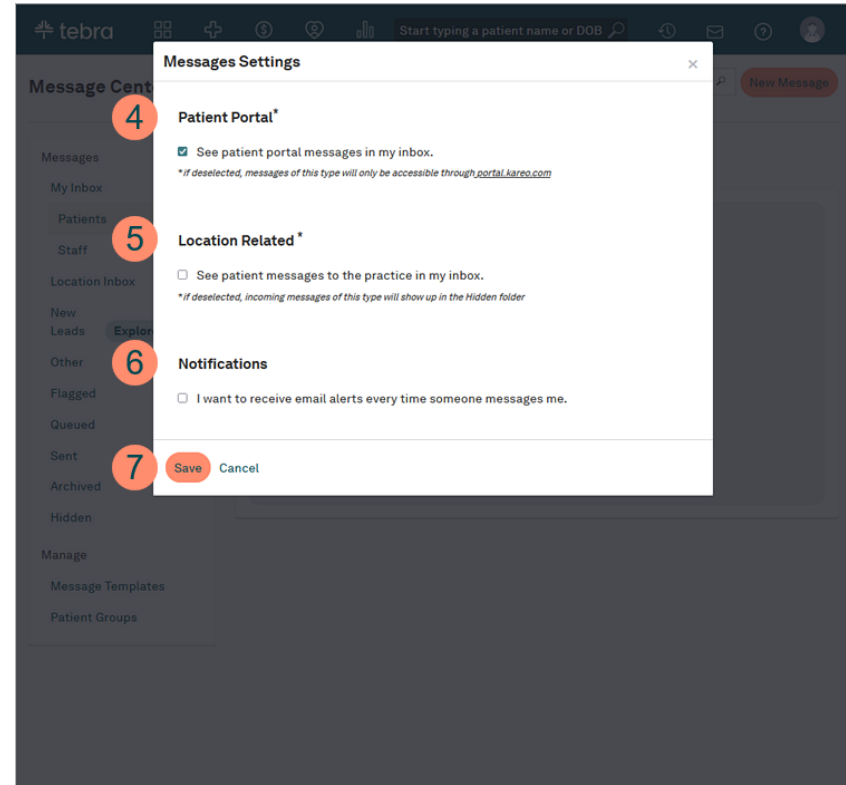 tebra
Start typing a patient name or DOB
Messages Settings
Message Cent
New Message
4
Patient Portal*
See patient portal messages in my inbox.
*if deselected, messages of this type will only be accessible through portal.kareo.com
Messages
My Inbox
Patients
5
Staff
Location Related *
Location Inbox
See patient messages to the practice in my inbox.
*if deselected, incoming messages of this type will show up in the Hidden folder
New
Leads Explor
Other
6
Notifications
Flagged
I want to receive email alerts every time someone messages me.
Queued
Sent
7
Save Cancel
Archived
Hidden
Manage
Message Templates
Patient Groups